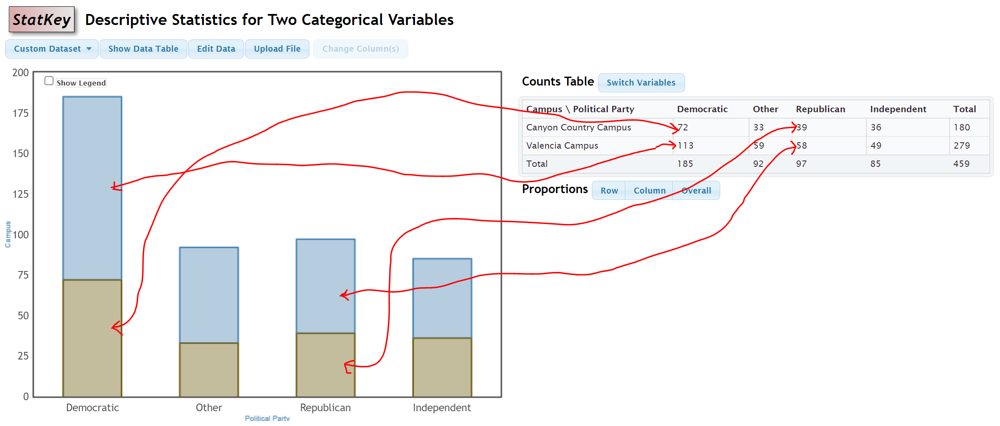 StatKey Descriptive Statistics for Two Categorical Variables
Custom Dataset Show Data Table Edit Data Upload File Change Column(s)
200
175
150
125
100
75
50
25
0
Show Legend
Campus
Democratic Other Republican Independent
Political Party
Counts Table Switch Variables
Campus \ Political Party Democratic Other Republican Independent Total
Canyon Country Campus 72 33 39 36 180
Valencia Campus 113 59 58 49 279
Total 185 92 97 85 459
Proportions Row Column Overall